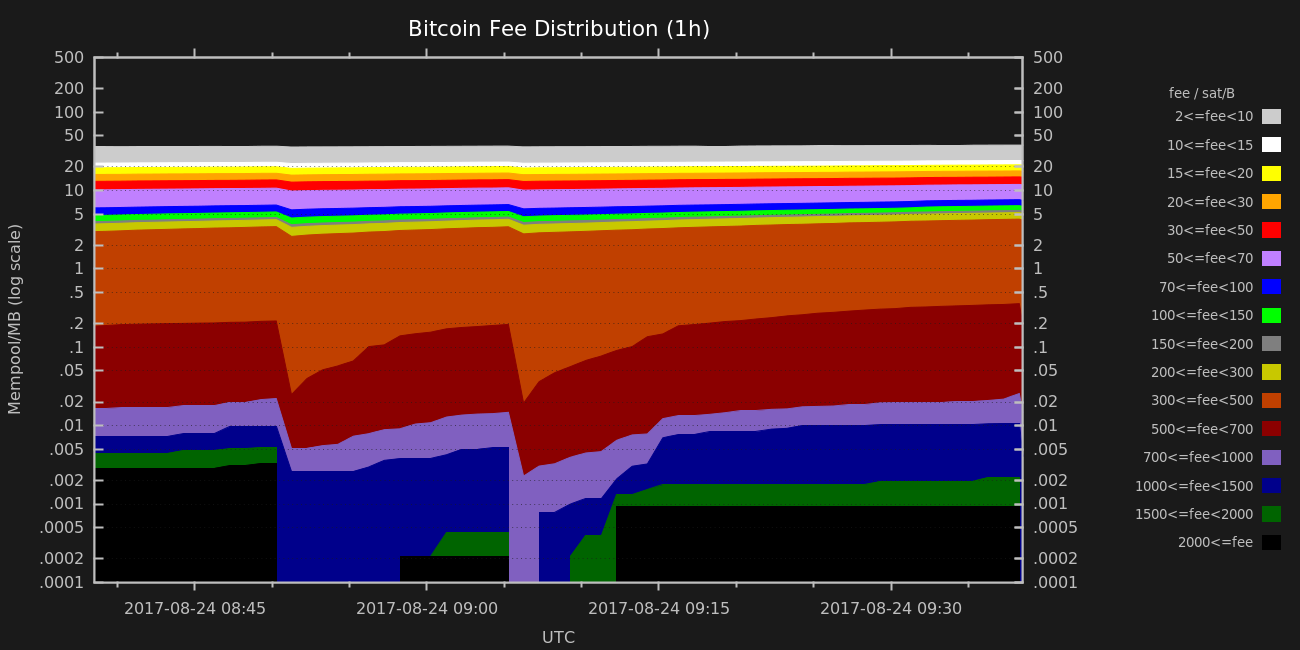 Bitcoin Fee Distribution (1h)
500 500
200 200
100 100
50 50
20 20
10 10
5 5
2 2
1 1
.5 .5
.2 .2
.1 .1
.05 .05
.02 .02
.01 .01
.005 .005
.002 .002
.001 .001
.0005 .0005
.0002 .0002
.0001 .0001
Mempool/MB (log scale)
2017-08-24 08:45 2017-08-24 09:00 2017-08-24 09:15 2017-08-24 09:30
UTC
fee / sat/B
2<=fee<10
10<=fee<15
15<=fee<20
20<=fee<30
30<=fee<50
50<=fee<70
70<=fee<100
100<=fee<150
150<=fee<200
200<=fee<300
300<=fee<500
500<=fee<700
700<=fee<1000
1000<=fee<1500
1500<=fee<2000
2000<=fee